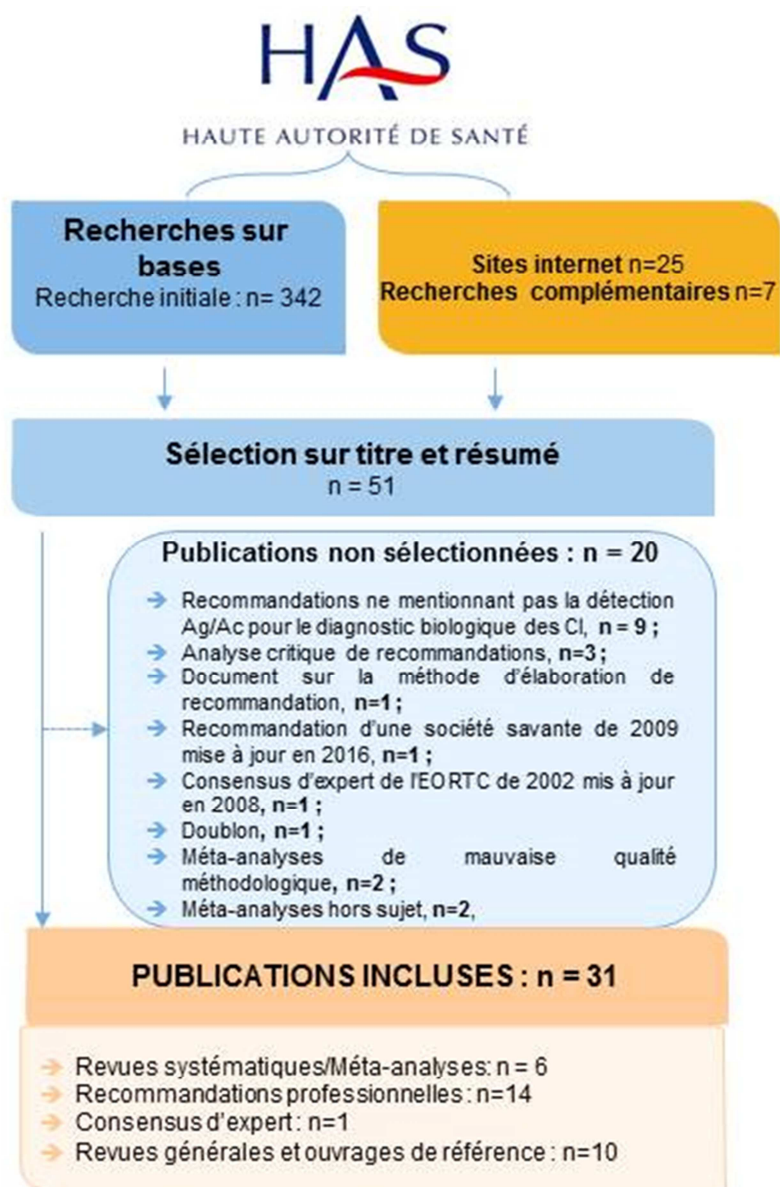 HAS
HAUTE AUTORITÉ DE SANTÉ
Recherches sur
bases
Recherche initiale : n= 342
Sites internet n=25
Recherches complémentaires n=7
Sélection sur titre et résumé
n = 51
Publications non sélectionnées : n = 20
Recommandations ne mentionnant pas la détection
Ag/Ac pour le diagnostic biologique des CI, n = 9 ;
Analyse critique de recommandations, n=3 ;
Document sur la méthode d'élaboration de
recommandation, n=1 ;
Recommandation d'une société savante de 2009
mise à jour en 2016, n=1 ;
Consensus d'expert de l'EORTC de 2002 mis à jour
en 2008, n=1 ;
Doublon, n=1 ;
Méta-analyses de mauvaise qualité
méthodologique, n=2 ;
Méta-analyses hors sujet, n=2,
PUBLICATIONS INCLUSES : n = 31
Revues systématiques/Méta-analyses: n = 6
Recommandations professionnelles : n=14
Consensus d'expert : n=1
Revues générales et ouvrages de référence : n=10